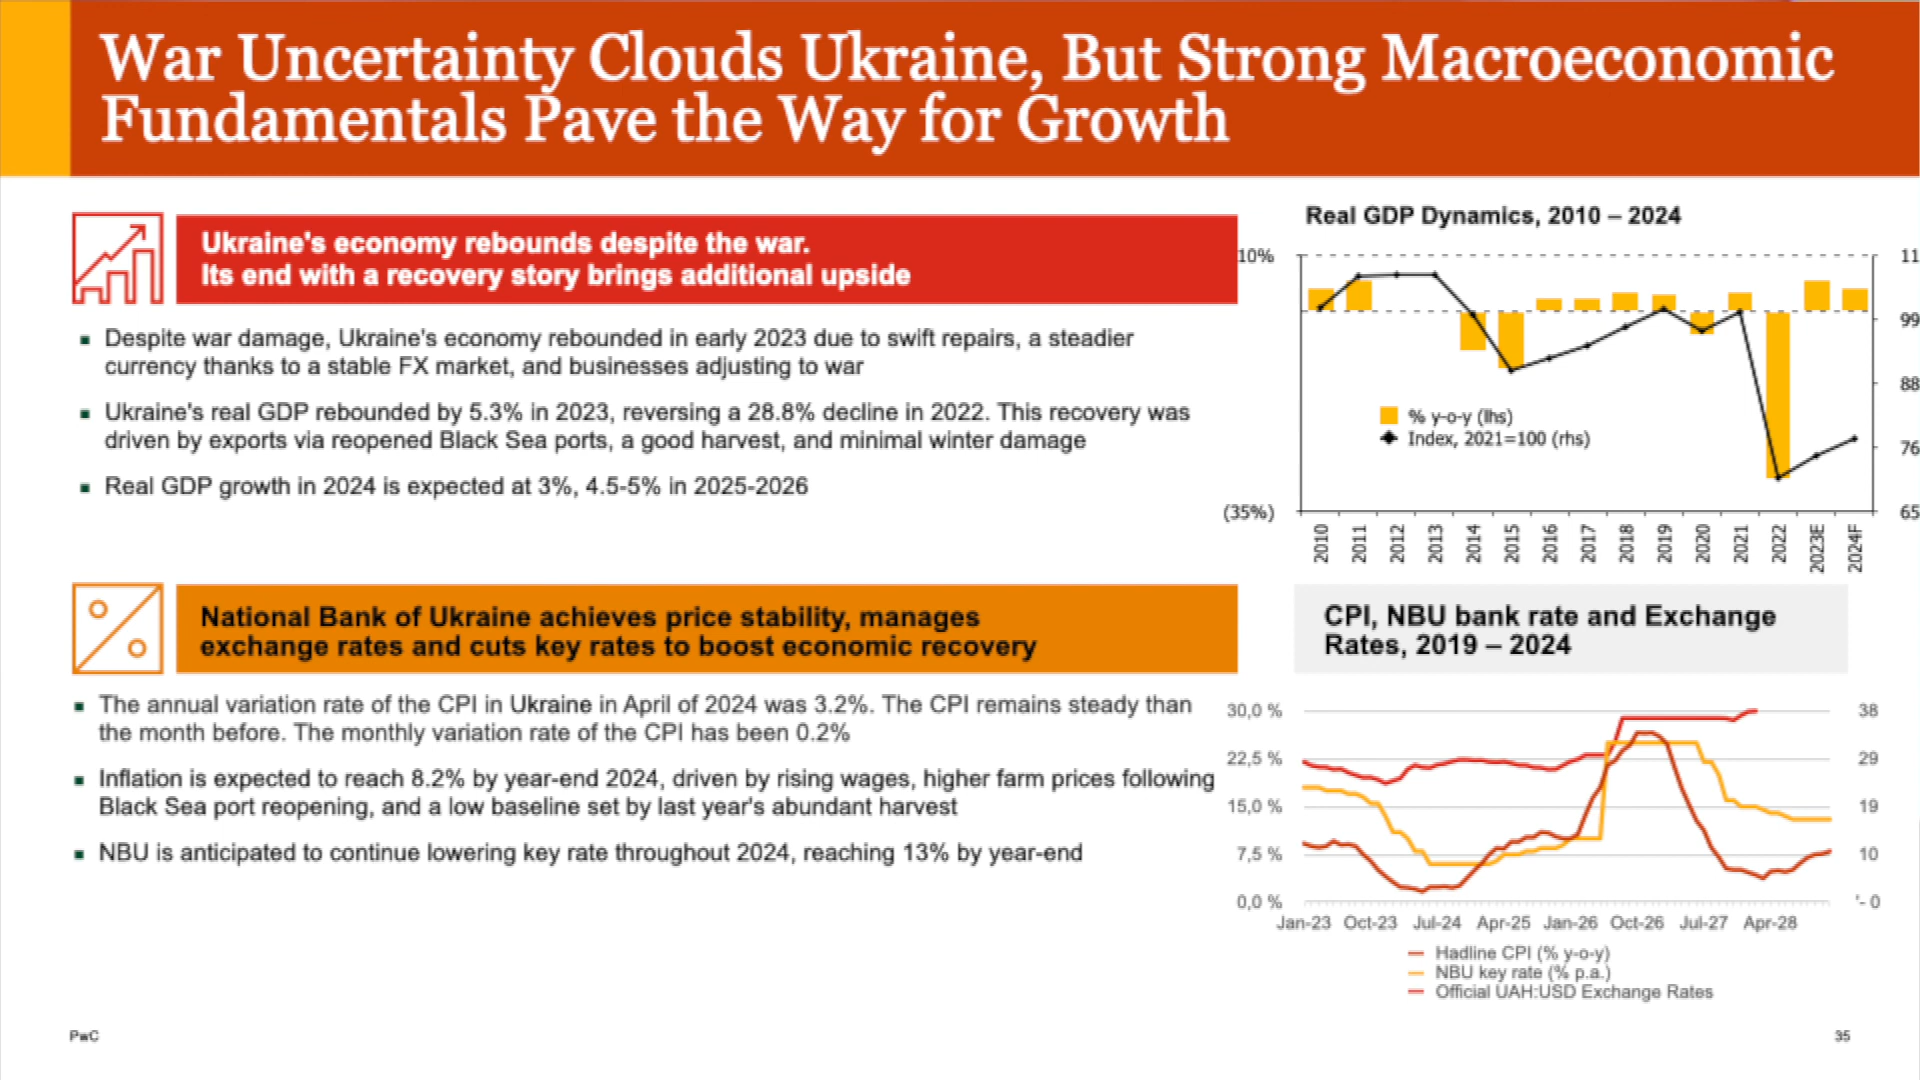 War Uncertainty Clouds Ukraine, But Strong Macroeconomic
Fundamentals Pave the Way for Growth
Ukraine's economy rebounds despite the war.
Its end with a recovery story brings additional upside
▪ Despite war damage, Ukraine's economy rebounded in early 2023 due to swift repairs, a steadier
currency thanks to a stable FX market, and businesses adjusting to war
▪ Ukraine's real GDP rebounded by 5.3% in 2023, reversing a 28.8% decline in 2022. This recovery was
driven by exports via reopened Black Sea ports, a good harvest, and minimal winter damage
▪ Real GDP growth in 2024 is expected at 3%, 4.5-5% in 2025-2026
Real GDP Dynamics, 2010 – 2024
10%
11
99
88
76
% y-o-y (lhs)
Index, 2021=100 (rhs)
(35%)
65
2010 2011 2012 2013 2014 2015 2016 2017 2018 2019 2020 2021 2022 2023E 2024F
National Bank of Ukraine achieves price stability, manages
exchange rates and cuts key rates to boost economic recovery
▪ The annual variation rate of the CPI in Ukraine in April of 2024 was 3.2%. The CPI remains steady than
the month before. The monthly variation rate of the CPI has been 0.2%
▪ Inflation is expected to reach 8.2% by year-end 2024, driven by rising wages, higher farm prices following
Black Sea port reopening, and a low baseline set by last year's abundant harvest
▪ NBU is anticipated to continue lowering key rate throughout 2024, reaching 13% by year-end
CPI, NBU bank rate and Exchange
Rates, 2019 – 2024
30,0 % 38
22,5 % 29
15,0 % 19
7,5 % 10
0,0 % '- 0
Jan-23 Oct-23 Jul-24 Apr-25 Jan-26 Oct-26 Jul-27 Apr-28
Hadline CPI (% y-o-y)
NBU key rate (% p.a.)
Official UAH:USD Exchange Rates
PwC
35